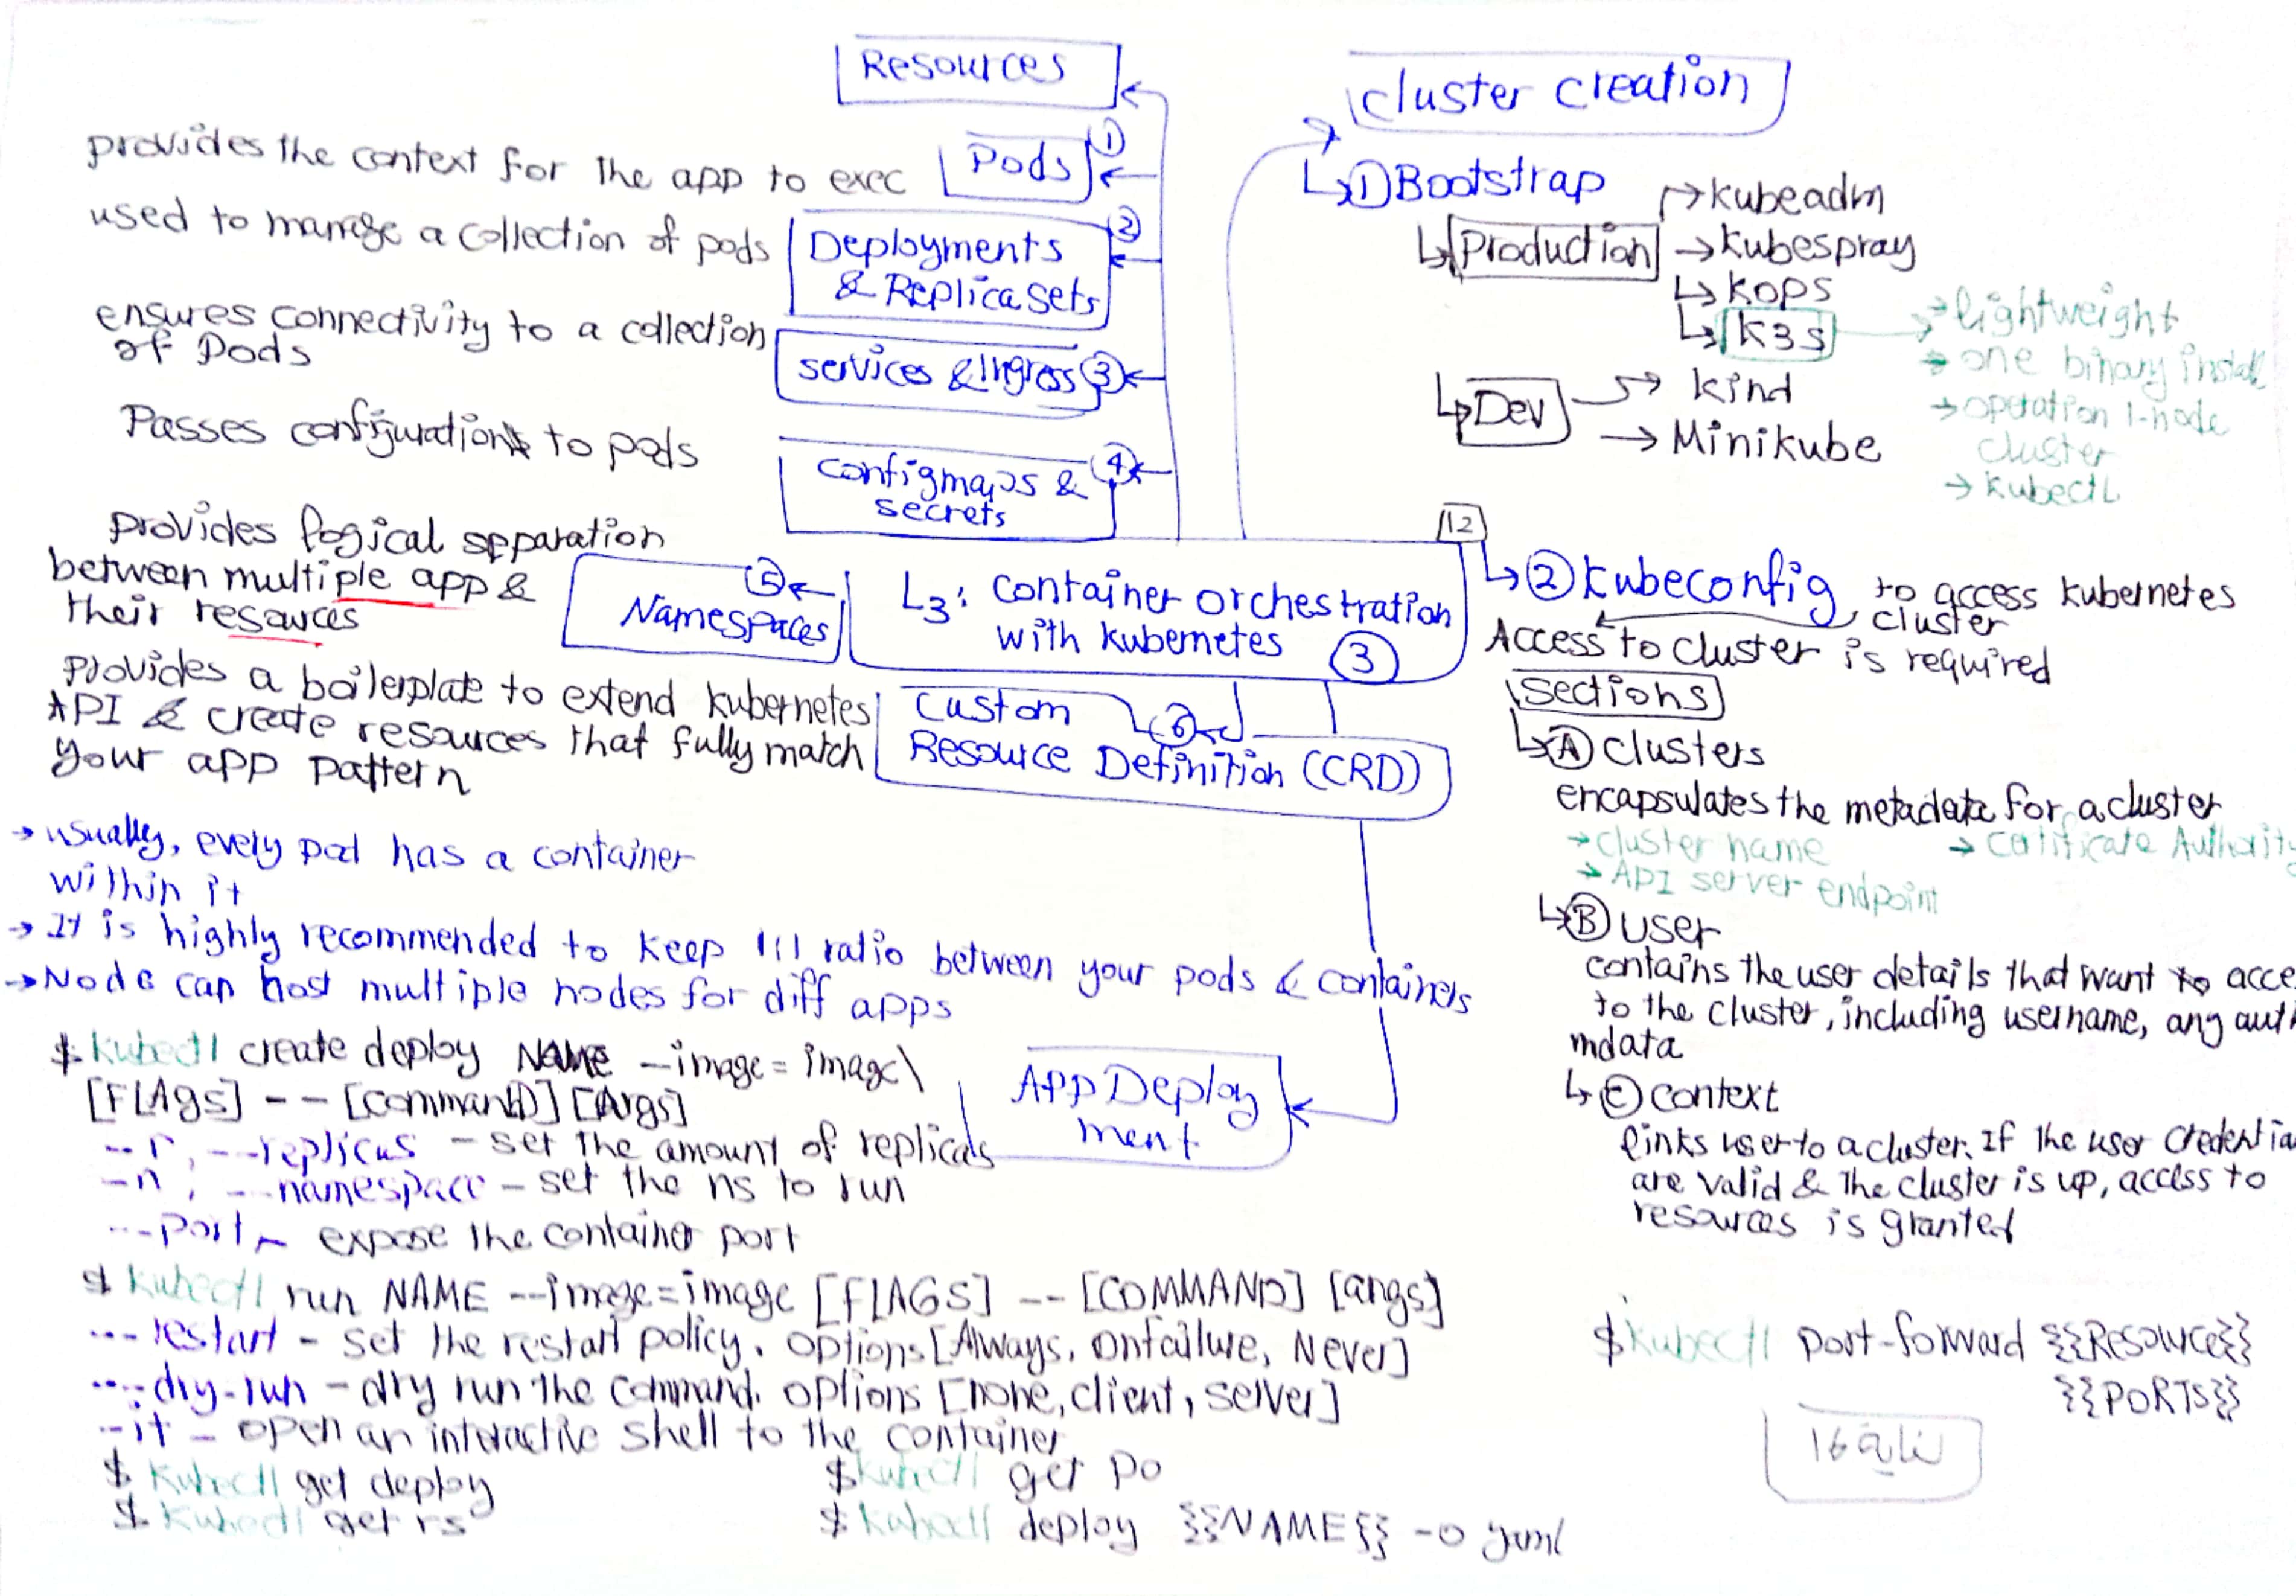 Resources
Pods ①
provides the context for the app to exec
Deployments ②
& Replica sets
used to manage a collection of pods
services & Ingress ③
ensures connectivity to a collection
of Pods
configmaps & ④
secrets
Passes configurations to pods
⑤
Namespaces
provides logical separation
between multiple app &
their resources
L3: container orchestration
with kubernetes ③
12
Custom ⑥
Resource Definition (CRD)
provides a boilerplate to extend kubernetes
API & create resources that fully match
your app pattern
→ usually, every pod has a container
within it
→ It is highly recommended to keep 1:1 ratio between your pods & containers
→ Node can host multiple nodes for diff apps
App Deploy
ment
$ kubectl create deploy NAME --image=image\
[FLAgs] -- [command] [Args]
--r, --replicas - set the amount of replicas
-n, --namespace - set the ns to run
--port - expose the container port
$ kubectl run NAME --image=image [FLAGS] -- [COMMAND] [args]
--restart - set the restart policy. options [Always, Onfailure, Never]
--dry-run - dry run the command. options [none, client, server]
-it - open an interactive shell to the container
$ kubectl get deploy
$ kubectl get rs
$ kubectl get po
$ kubectl deploy {{NAME}} -o yaml
cluster creation
↳ ① Bootstrap
↳ Production
→ kubeadm
→ kubespray
↳ kops
↳ K3s
→ lightweight
→ one binary install
→ operation 1-node
cluster
→ kubectl
↳ Dev
→ kind
→ Minikube
↳ ② kubeconfig, to access kubernetes
cluster
Access to cluster is required
Sections
↳ Ⓐ clusters
encapsulates the metadata for a cluster
→ cluster name → Certificate Authority
→ API server endpoint
↳ Ⓑ user
contains the user details that want to acce
to the cluster, including username, any auth
mdata
↳ Ⓒ context
links user to a cluster. If the user credentia
are valid & the cluster is up, access to
resources is granted
$ kubectl port-forward {{Resource}}
{{PORTS}}